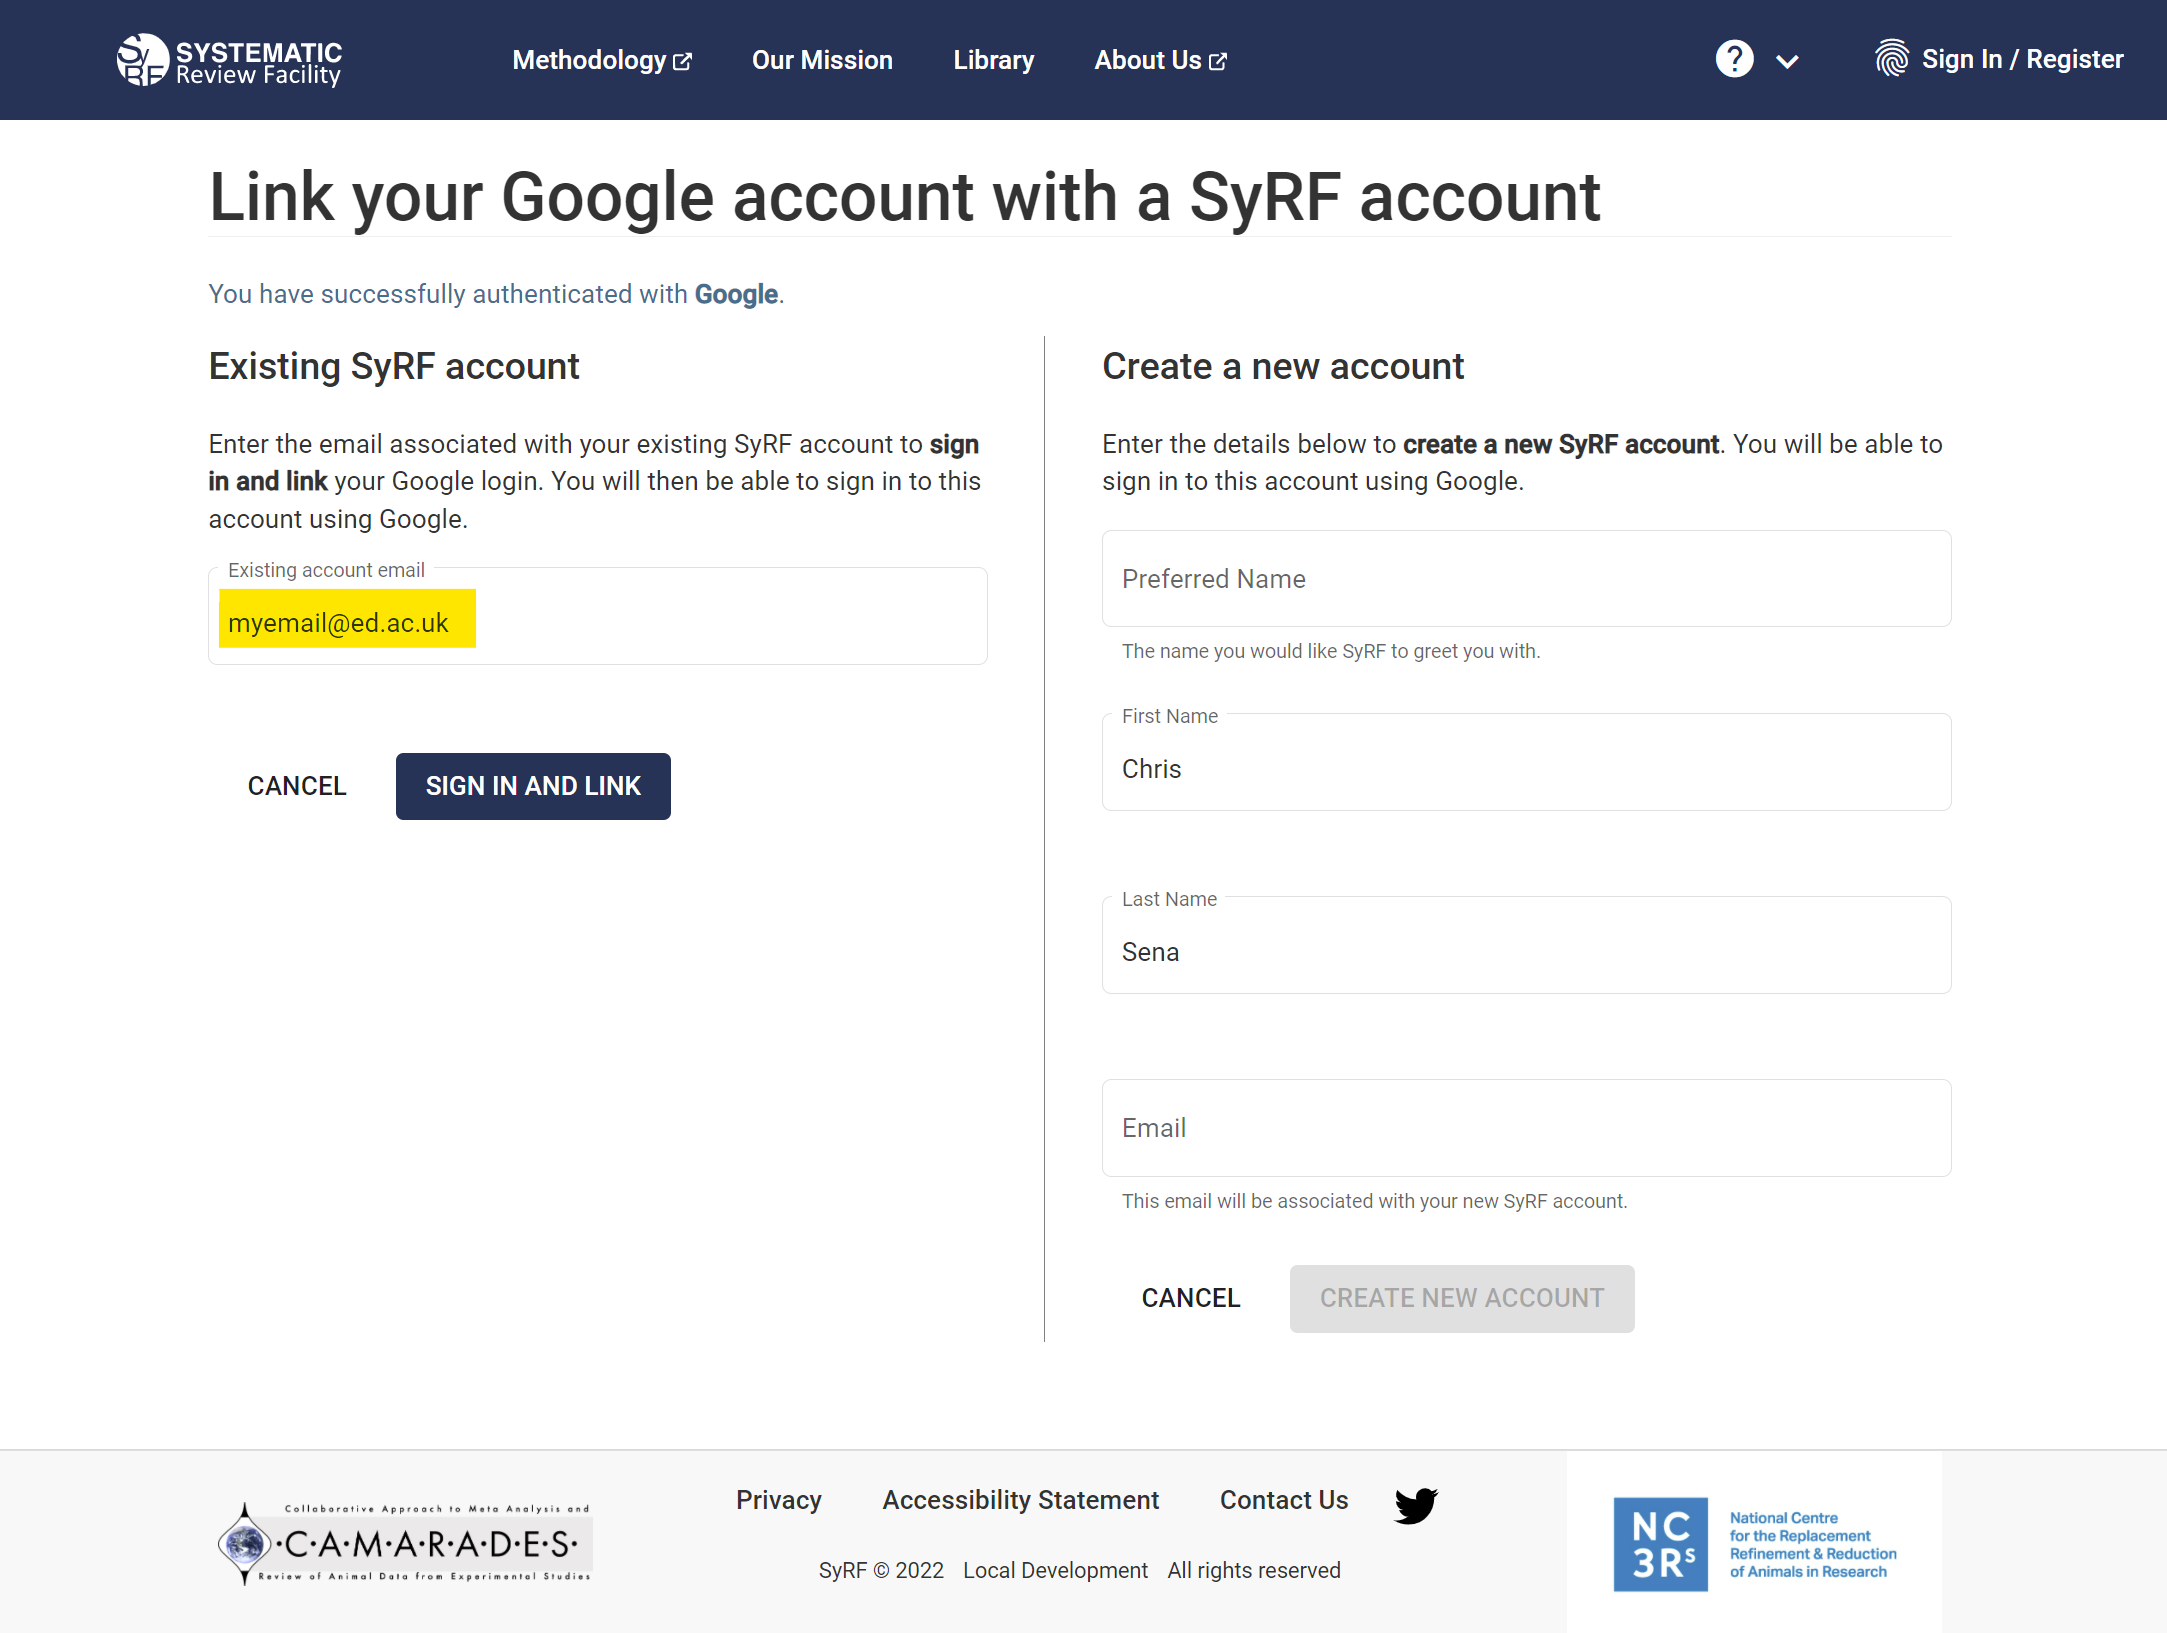 SyRF SYSTEMATIC
Review Facility
Methodology
Our Mission
Library
About Us
?
Sign In / Register
Link your Google account with a SyRF account
You have successfully authenticated with Google.
Existing SyRF account
Enter the email associated with your existing SyRF account to sign
in and link your Google login. You will then be able to sign in to this
account using Google.
Existing account email
myemail@ed.ac.uk
CANCEL
SIGN IN AND LINK
Create a new account
Enter the details below to create a new SyRF account. You will be able to
sign in to this account using Google.
Preferred Name
The name you would like SyRF to greet you with.
First Name
Chris
Last Name
Sena
Email
This email will be associated with your new SyRF account.
CANCEL
CREATE NEW ACCOUNT
Collaborative Approach to Meta Analysis and
·C·A·M·A·R·A·D·E·S·
Review of Animal Data from Experimental Studies
Privacy
Accessibility Statement
Contact Us
SyRF © 2022 Local Development All rights reserved
NC
3Rs
National Centre
for the Replacement
Refinement & Reduction
of Animals in Research